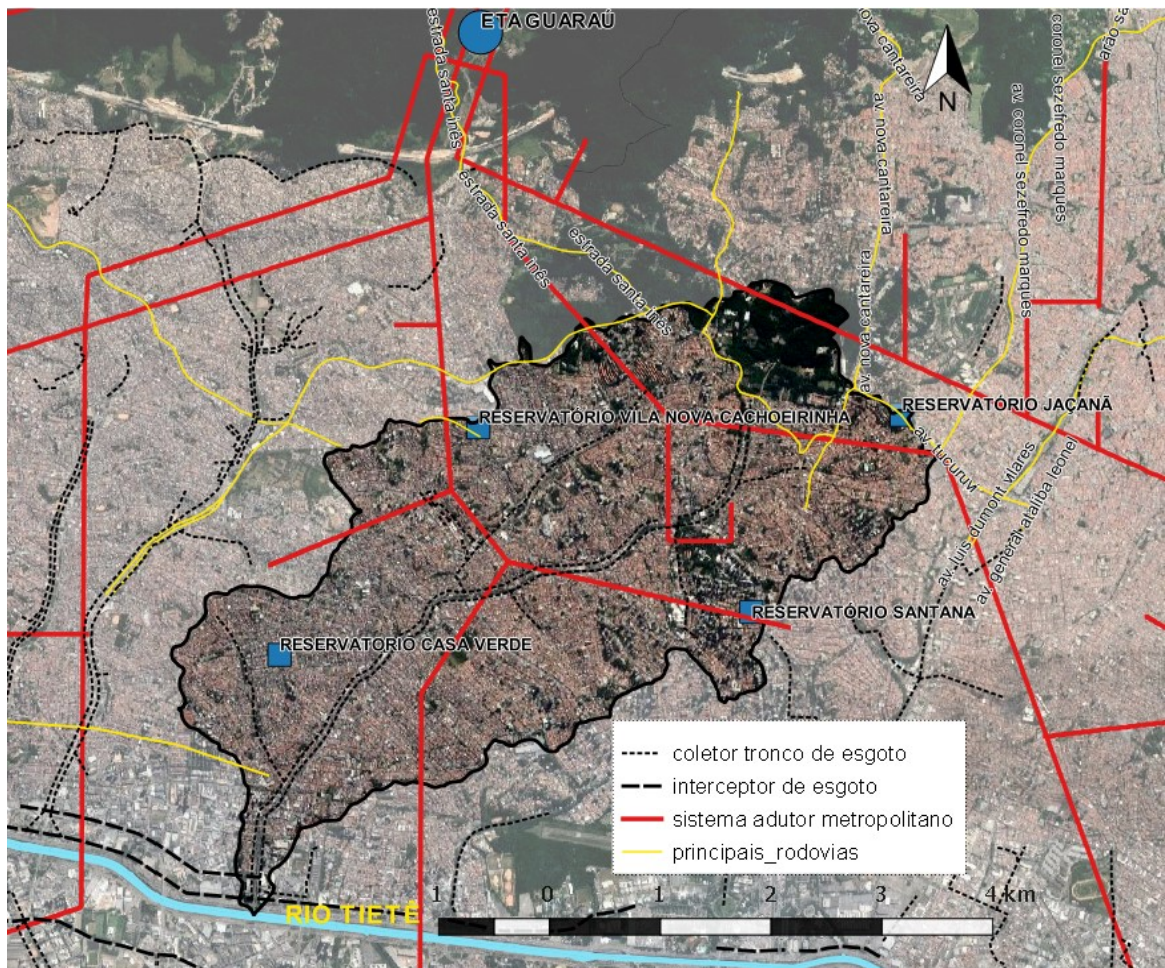 ETA GUARAÚ
estrada santa inês
nova cantareira
av. nova cantareira
coronel sezefredo marques
av. coronel sezefredo marques
N
estrada santa inês
estrada santa inês
av. nova cantareira
RESERVATÓRIO VILA NOVA CACHOEIRINHA
RESERVATÓRIO JAÇANÃ
av. tucuruvi
av. luis dumont vilares
av. general ataliba leonel
RESERVATÓRIO SANTANA
RESERVATORIO CASA VERDE
coletor tronco de esgoto
interceptor de esgoto
sistema adutor metropolitano
principais_rodovias
1 0 1 2 3 4 km
RIO TIETÊ